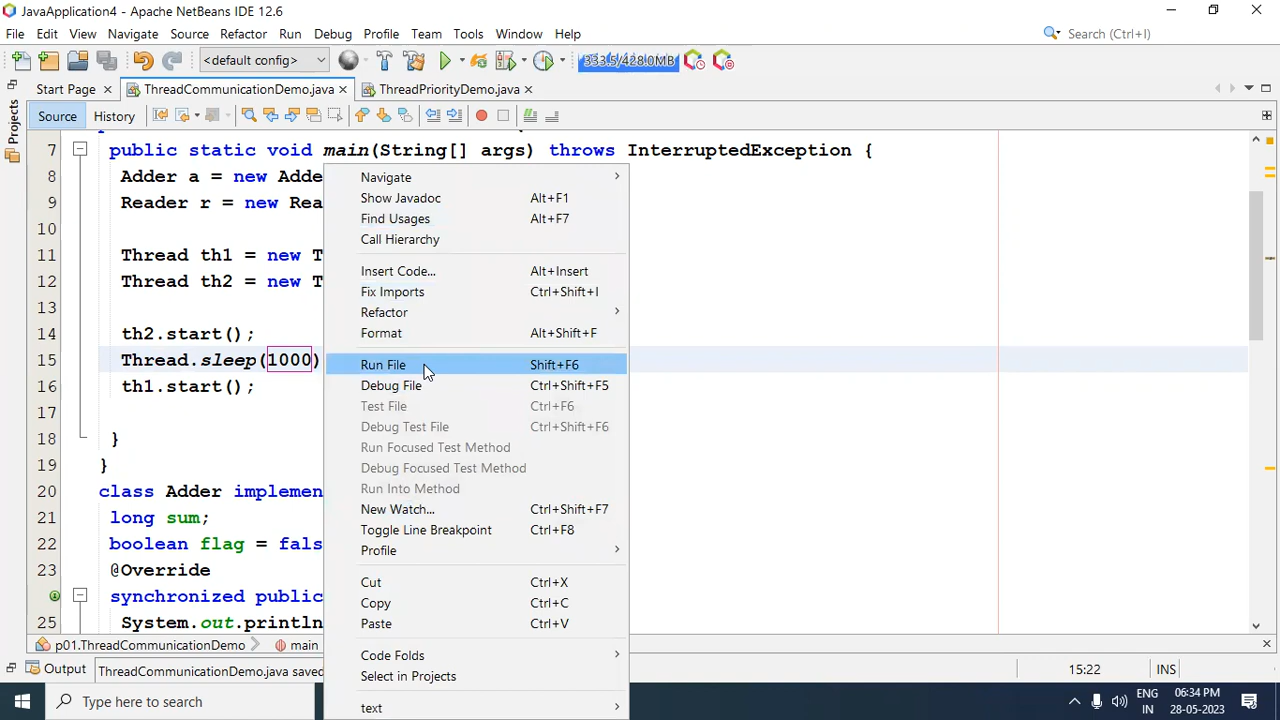 JavaApplication4 - Apache NetBeans IDE 12.6
File Edit View Navigate Source Refactor Run Debug Profile Team Tools Window Help
Search (Ctrl+I)
<default config>
333.5/428.0MB
Start Page
ThreadCommunicationDemo.java
ThreadPriorityDemo.java
Source History
Projects
7 public static void main(String[] args) throws InterruptedException {
8 Adder a = new Adde
9 Reader r = new Rea
10
11 Thread th1 = new T
12 Thread th2 = new T
13
14 th2.start();
15 Thread.sleep(1000)
16 th1.start();
17
18 }
19 }
20 class Adder implemen
21 long sum;
22 boolean flag = fals
23 @Override
synchronized public
25 System.out.println
Navigate
Show Javadoc Alt+F1
Find Usages Alt+F7
Call Hierarchy
Insert Code... Alt+Insert
Fix Imports Ctrl+Shift+I
Refactor
Format Alt+Shift+F
Run File Shift+F6
Debug File Ctrl+Shift+F5
Test File Ctrl+F6
Debug Test File Ctrl+Shift+F6
Run Focused Test Method
Debug Focused Test Method
Run Into Method
New Watch... Ctrl+Shift+F7
Toggle Line Breakpoint Ctrl+F8
Profile
Cut Ctrl+X
Copy Ctrl+C
Paste Ctrl+V
Code Folds
Select in Projects
text
p01.ThreadCommunicationDemo main
Output
ThreadCommunicationDemo.java saved
15:22 INS
Type here to search
ENG
IN
06:34 PM
28-05-2023